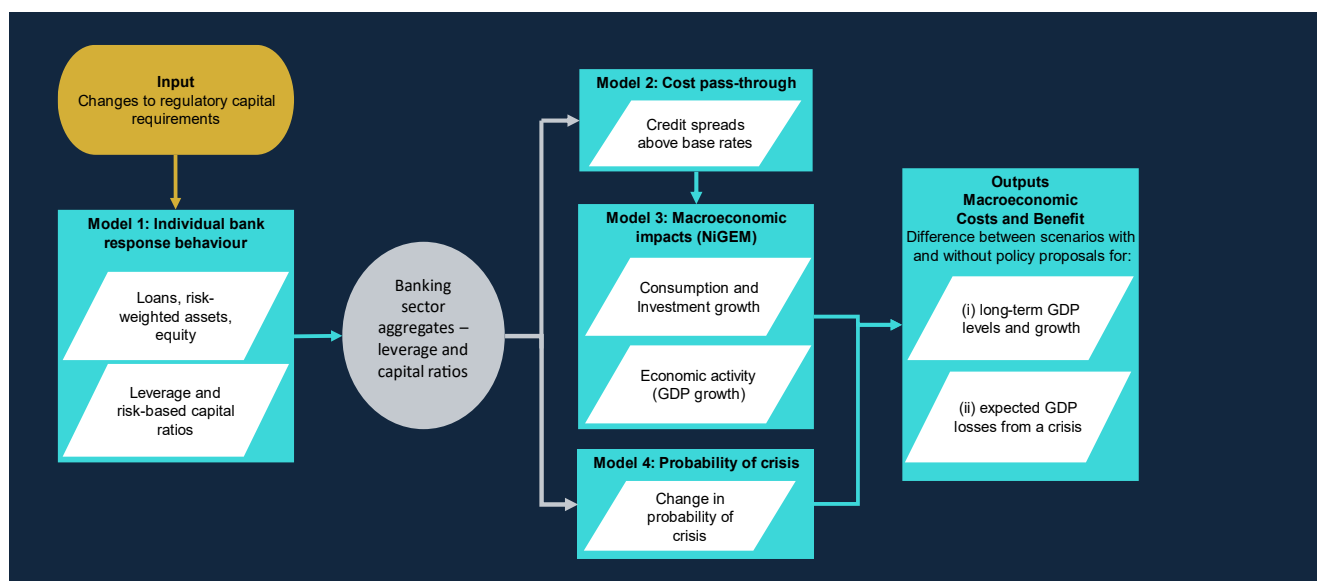 Input
Changes to regulatory capital
requirements
Model 1: Individual bank
response behaviour
Loans, risk-
weighted assets,
equity
Leverage and
risk-based capital
ratios
Banking
sector
aggregates –
leverage and
capital ratios
Model 2: Cost pass-through
Credit spreads
above base rates
Model 3: Macroeconomic
impacts (NiGEM)
Consumption and
Investment growth
Economic activity
(GDP growth)
Model 4: Probability of crisis
Change in
probability of
crisis
Outputs
Macroeconomic
Costs and Benefit
Difference between scenarios with
and without policy proposals for:
(i) long-term GDP
levels and growth
(ii) expected GDP
losses from a crisis